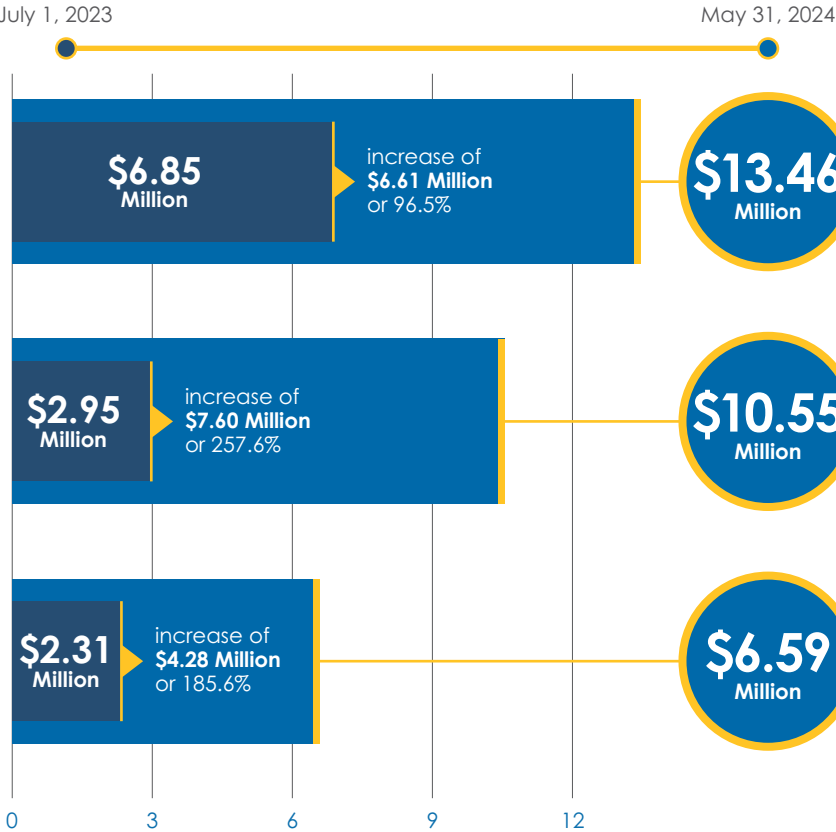 July 1, 2023
May 31, 2024
$6.85
Million
increase of
$6.61 Million
or 96.5%
$13.46
Million
$2.95
Million
increase of
$7.60 Million
or 257.6%
$10.55
Million
$2.31
Million
increase of
$4.28 Million
or 185.6%
$6.59
Million
0 3 6 9 12